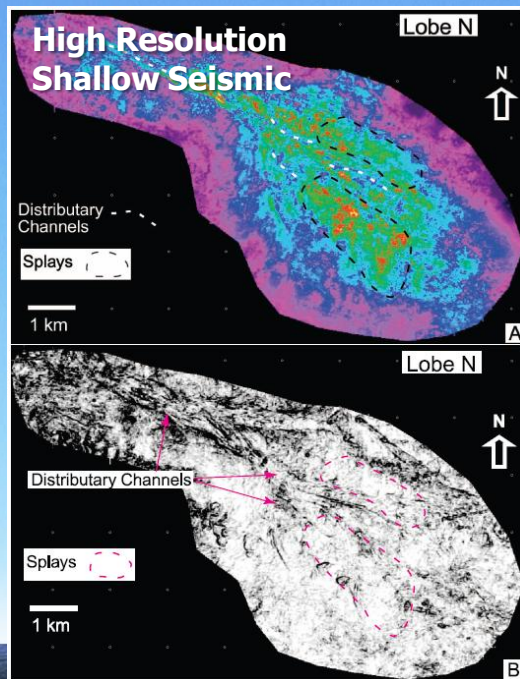 High Resolution
Shallow Seismic
Lobe N
N
Distributary
Channels
Splays
1 km
A
Lobe N
N
Distributary Channels
Splays
1 km
B